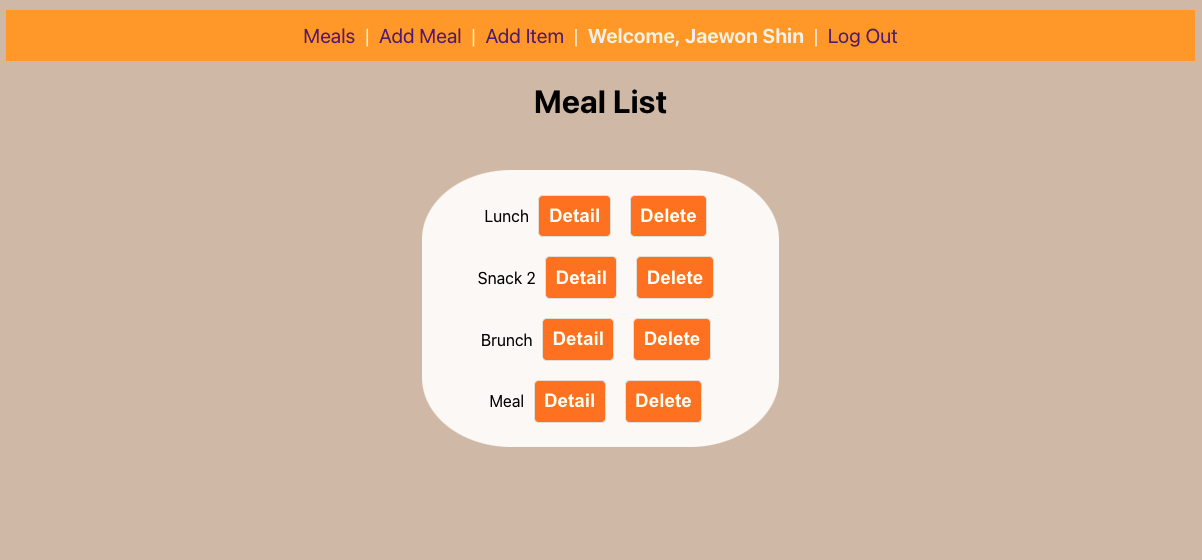 Meals | Add Meal | Add Item | Welcome, Jaewon Shin | Log Out
Meal List
Lunch Detail Delete
Snack 2 Detail Delete
Brunch Detail Delete
Meal Detail Delete